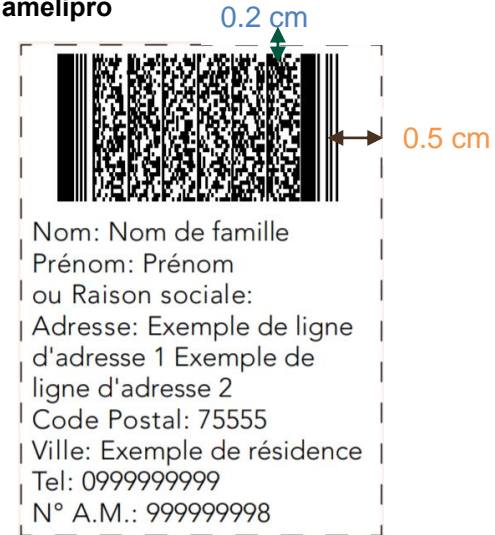 amelipro
0.2 cm
0.5 cm
Nom: Nom de famille
Prénom: Prénom
ou Raison sociale:
Adresse: Exemple de ligne
d'adresse 1 Exemple de
ligne d'adresse 2
Code Postal: 75555
Ville: Exemple de résidence
Tel: 0999999999
N° A.M.: 999999998